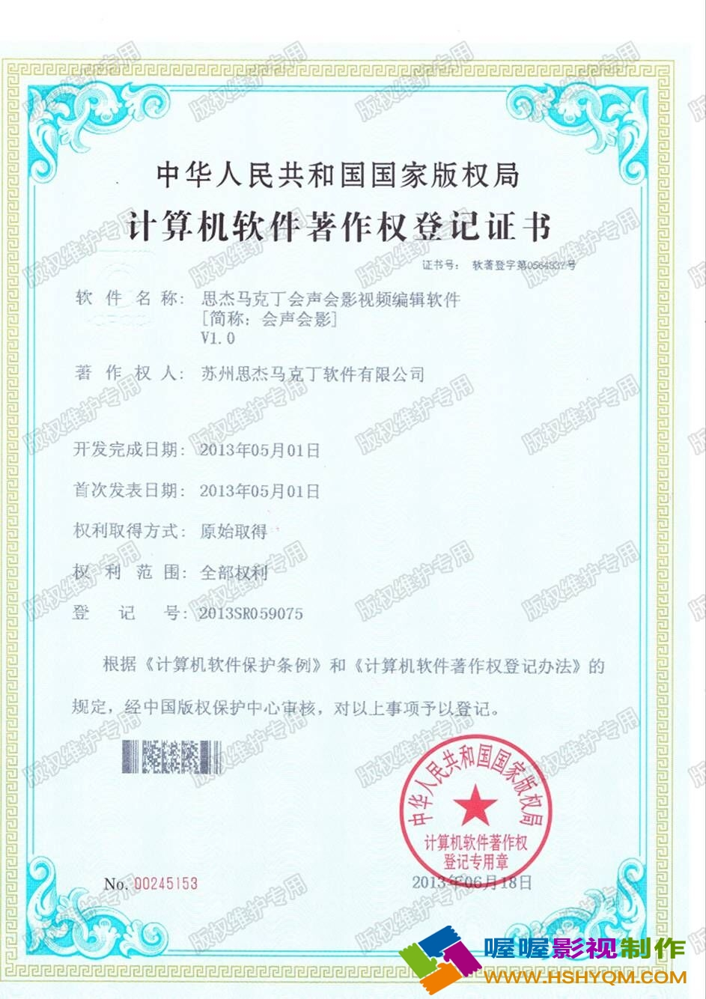 中华人民共和国国家版权局
计算机软件著作权登记证书
证书号： 软著登字第0564837号
软件名称： 思杰马克丁会声会影视频编辑软件
[简称：会声会影]
V1.0
著作权人： 苏州思杰马克丁软件有限公司
开发完成日期： 2013年05月01日
首次发表日期： 2013年05月01日
权利取得方式： 原始取得
权利范围： 全部权利
登记号： 2013SR059075
根据《计算机软件保护条例》和《计算机软件著作权登记办法》的
规定，经中国版权保护中心审核，对以上事项予以登记。
中华人民共和国国家版权局
计算机软件著作权
登记专用章
No. 00245153
2013年06月18日
版权维护专用
喔喔影视制作
WWW.HSHYQM.COM